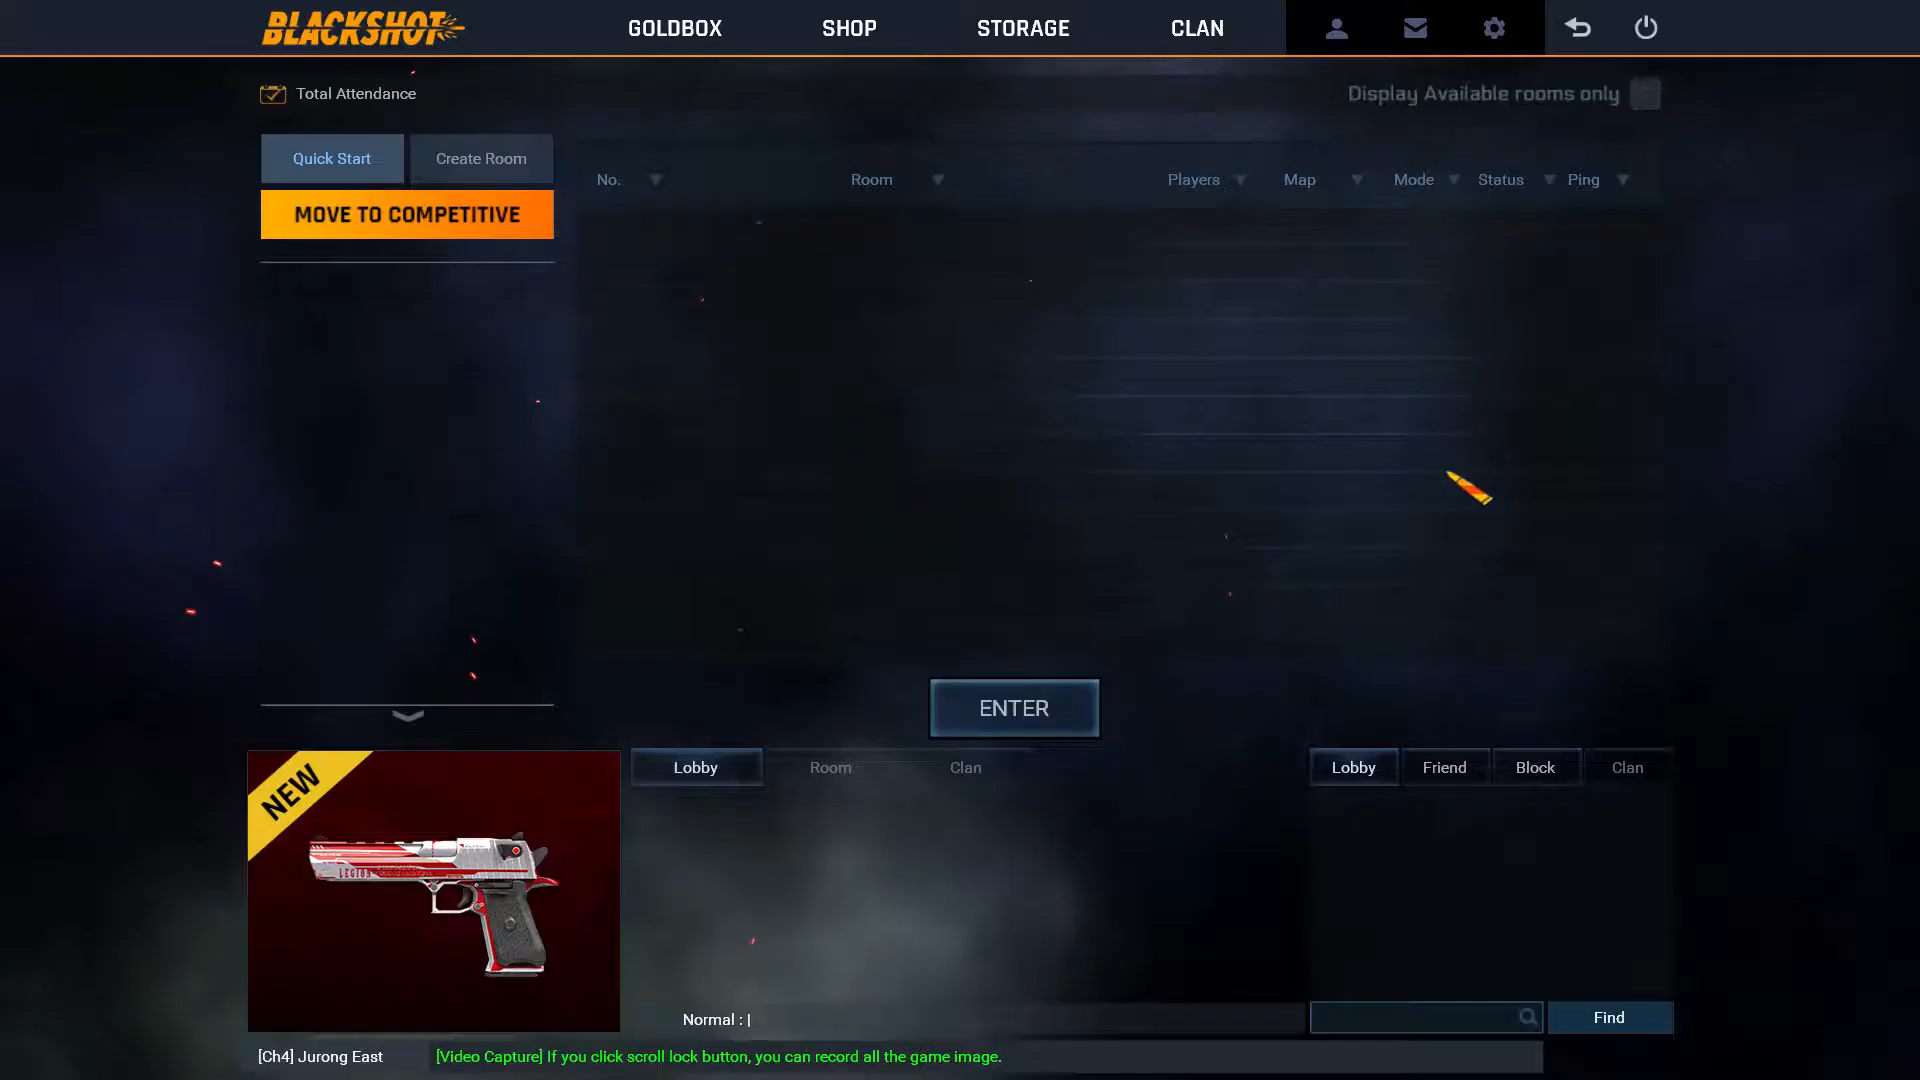 BLACKSHOT
GOLDBOX
SHOP
STORAGE
CLAN
Total Attendance
Display Available rooms only
Quick Start
Create Room
MOVE TO COMPETITIVE
No.
Room
Players
Map
Mode
Status
Ping
ENTER
NEW
LEGION
Lobby
Room
Clan
Lobby
Friend
Block
Clan
Normal : |
Find
[Ch4] Jurong East
[Video Capture] If you click scroll lock button, you can record all the game image.